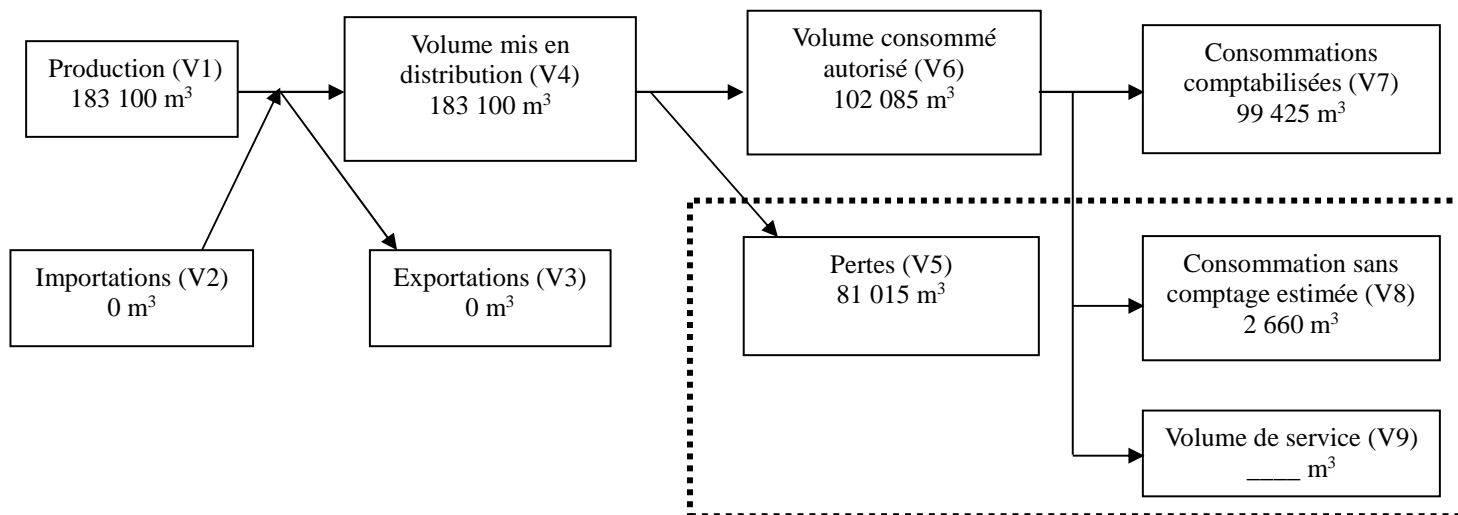 Production (V1)
183 100 m³
Volume mis en
distribution (V4)
183 100 m³
Volume consommé
autorisé (V6)
102 085 m³
Consommations
comptabilisées (V7)
99 425 m³
Importations (V2)
0 m³
Exportations (V3)
0 m³
Pertes (V5)
81 015 m³
Consommation sans
comptage estimée (V8)
2 660 m³
Volume de service (V9)
____ m³